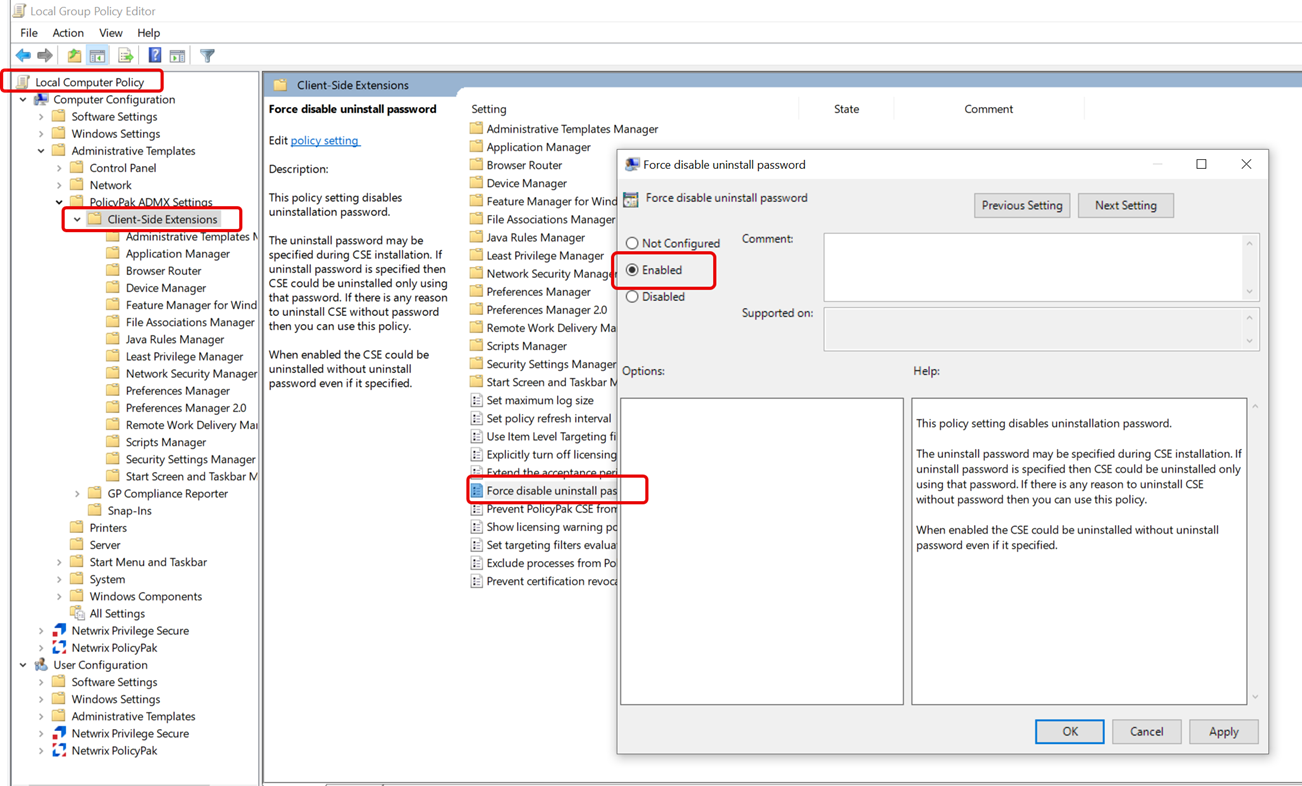 Local Group Policy Editor
File Action View Help
Local Computer Policy
Computer Configuration
Software Settings
Windows Settings
Administrative Templates
Control Panel
Network
PolicyPak ADMX Settings
Client-Side Extensions
Administrative Templates M
Application Manager
Browser Router
Device Manager
Feature Manager for Wind
File Associations Manager
Java Rules Manager
Least Privilege Manager
Network Security Manager
Preferences Manager
Preferences Manager 2.0
Remote Work Delivery Ma
Scripts Manager
Security Settings Manager
Start Screen and Taskbar M
GP Compliance Reporter
Snap-Ins
Printers
Server
Start Menu and Taskbar
System
Windows Components
All Settings
Netwrix Privilege Secure
Netwrix PolicyPak
User Configuration
Software Settings
Windows Settings
Administrative Templates
Netwrix Privilege Secure
Netwrix PolicyPak
Client-Side Extensions
Force disable uninstall password
Edit policy setting
Description:
This policy setting disables
uninstallation password.
The uninstall password may be
specified during CSE installation. If
uninstall password is specified then
CSE could be uninstalled only using
that password. If there is any reason
to uninstall CSE without password
then you can use this policy.
When enabled the CSE could be
uninstalled without uninstall
password even if it specified.
Setting State Comment
Administrative Templates Manager
Application Manager
Browser Router
Device Manager
Feature Manager for Wind
File Associations Manager
Java Rules Manager
Least Privilege Manager
Network Security Manage
Preferences Manager
Preferences Manager 2.0
Remote Work Delivery Ma
Scripts Manager
Security Settings Manager
Start Screen and Taskbar M
Set maximum log size
Set policy refresh interval
Use Item Level Targeting fi
Explicitly turn off licensing
Extend the acceptance peri
Force disable uninstall pas
Prevent PolicyPak CSE from
Show licensing warning po
Set targeting filters evalua
Exclude processes from Po
Prevent certification revoca
Force disable uninstall password
Force disable uninstall password
Previous Setting Next Setting
Not Configured
Enabled
Disabled
Comment:
Supported on:
Options:
Help:
This policy setting disables uninstallation password.
The uninstall password may be specified during CSE installation. If
uninstall password is specified then CSE could be uninstalled only
using that password. If there is any reason to uninstall CSE
without password then you can use this policy.
When enabled the CSE could be uninstalled without uninstall
password even if it specified.
OK Cancel Apply